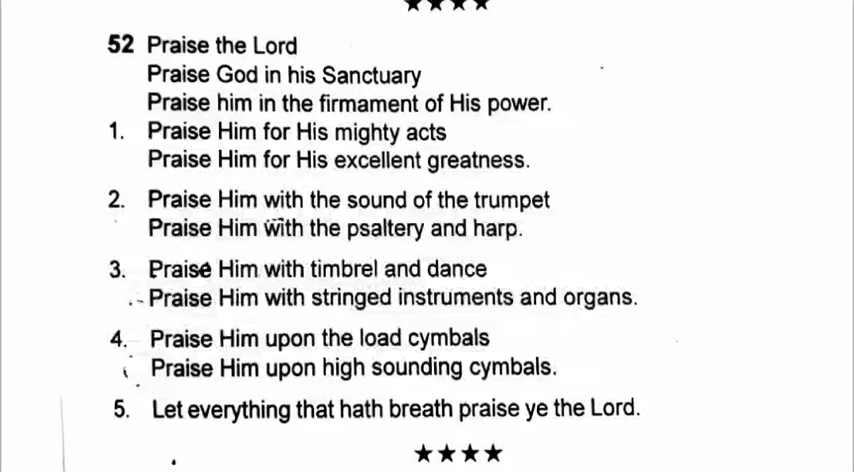 ★★★★
52 Praise the Lord
Praise God in his Sanctuary
Praise him in the firmament of His power.
1. Praise Him for His mighty acts
Praise Him for His excellent greatness.
2. Praise Him with the sound of the trumpet
Praise Him with the psaltery and harp.
3. Praise Him with timbrel and dance
Praise Him with stringed instruments and organs.
4. Praise Him upon the load cymbals
Praise Him upon high sounding cymbals.
5. Let everything that hath breath praise ye the Lord.
★★★★